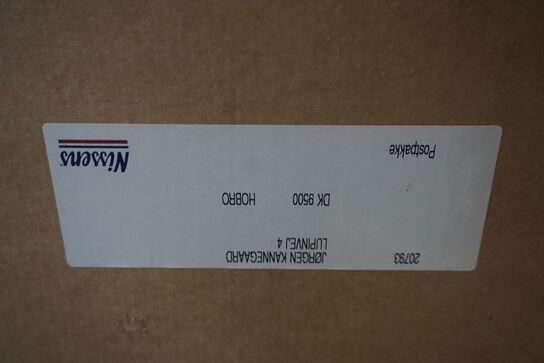 20793 JØRGEN KANNEGAARD
LUPINVEJ 4
DK 9500 HOBRO
Postpakke Nissens